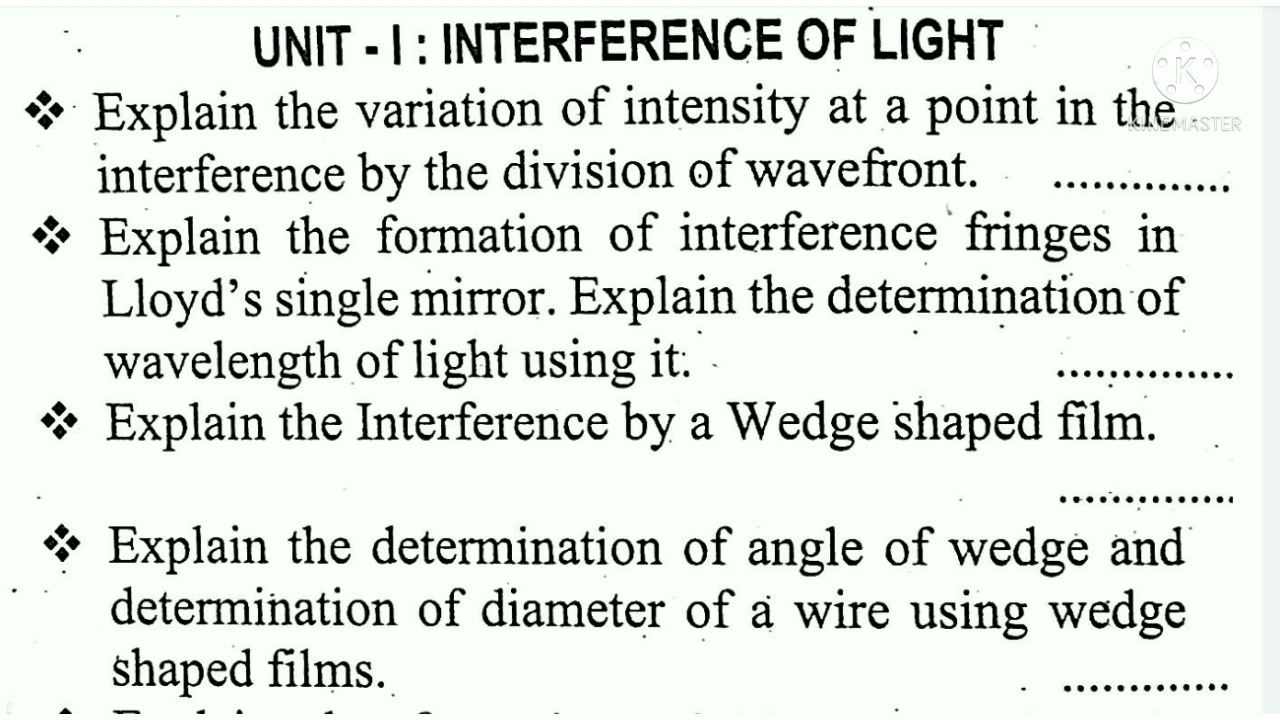 UNIT - I : INTERFERENCE OF LIGHT
K
KINEMASTER
❖ Explain the variation of intensity at a point in the
interference by the division of wavefront. ..............
❖ Explain the formation of interference fringes in
Lloyd's single mirror. Explain the determination of
wavelength of light using it. ..............
❖ Explain the Interference by a Wedge shaped film.
..............
❖ Explain the determination of angle of wedge and
determination of diameter of a wire using wedge
shaped films. .............